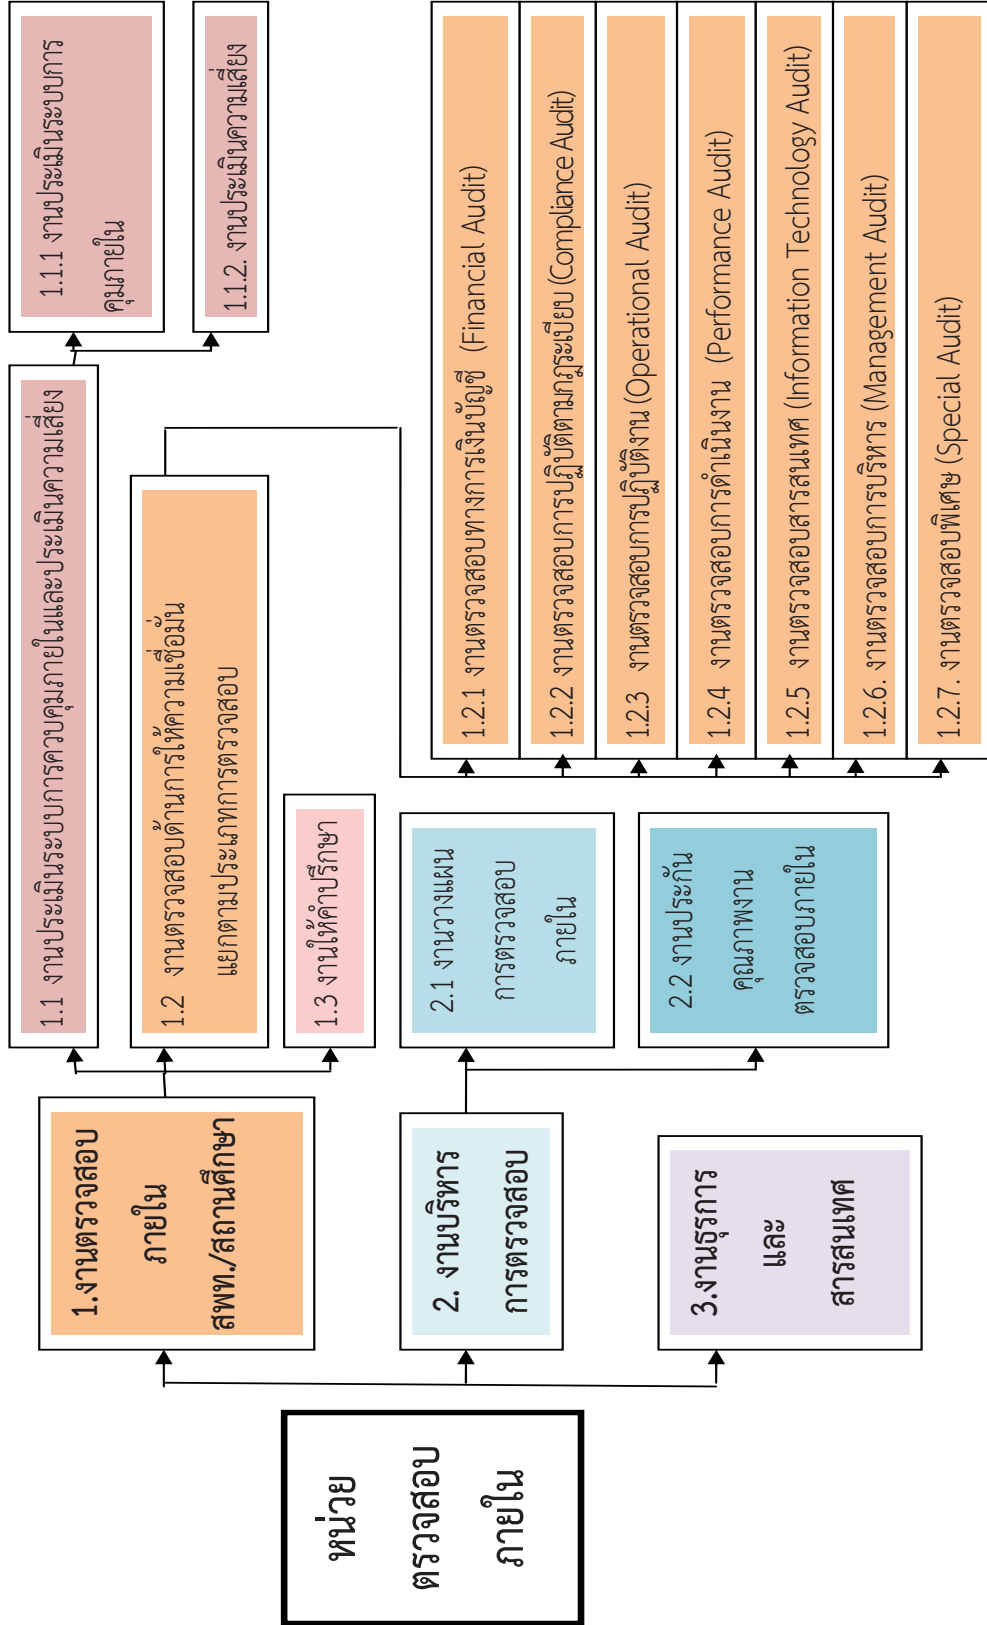 หน่วย
ตรวจสอบ
ภายใน
1.งานตรวจสอบ
ภายใน
สพท./สถานศึกษา
2. งานบริหาร
การตรวจสอบ
3.งานธุรการ
และ
สารสนเทศ
1.1 งานประเมินระบบการควบคุมภายในและประเมินความเสี่ยง
1.2 งานตรวจสอบด้านการให้ความเชื่อมั่น
แยกตามประเภทการตรวจสอบ
1.3 งานให้คำปรึกษา
2.1 งานวางแผน
การตรวจสอบ
ภายใน
2.2 งานประกัน
คุณภาพงาน
ตรวจสอบภายใน
1.1.1 งานประเมินระบบการ
คุมภายใน
1.1.2. งานประเมินความเสี่ยง
1.2.1 งานตรวจสอบทางการเงินบัญชี (Financial Audit)
1.2.2 งานตรวจสอบการปฏิบัติตามกฎระเบียบ (Compliance Audit)
1.2.3 งานตรวจสอบการปฏิบัติงาน (Operational Audit)
1.2.4 งานตรวจสอบการดำเนินงาน (Performance Audit)
1.2.5 งานตรวจสอบสารสนเทศ (Information Technology Audit)
1.2.6. งานตรวจสอบการบริหาร (Management Audit)
1.2.7. งานตรวจสอบพิเศษ (Special Audit)